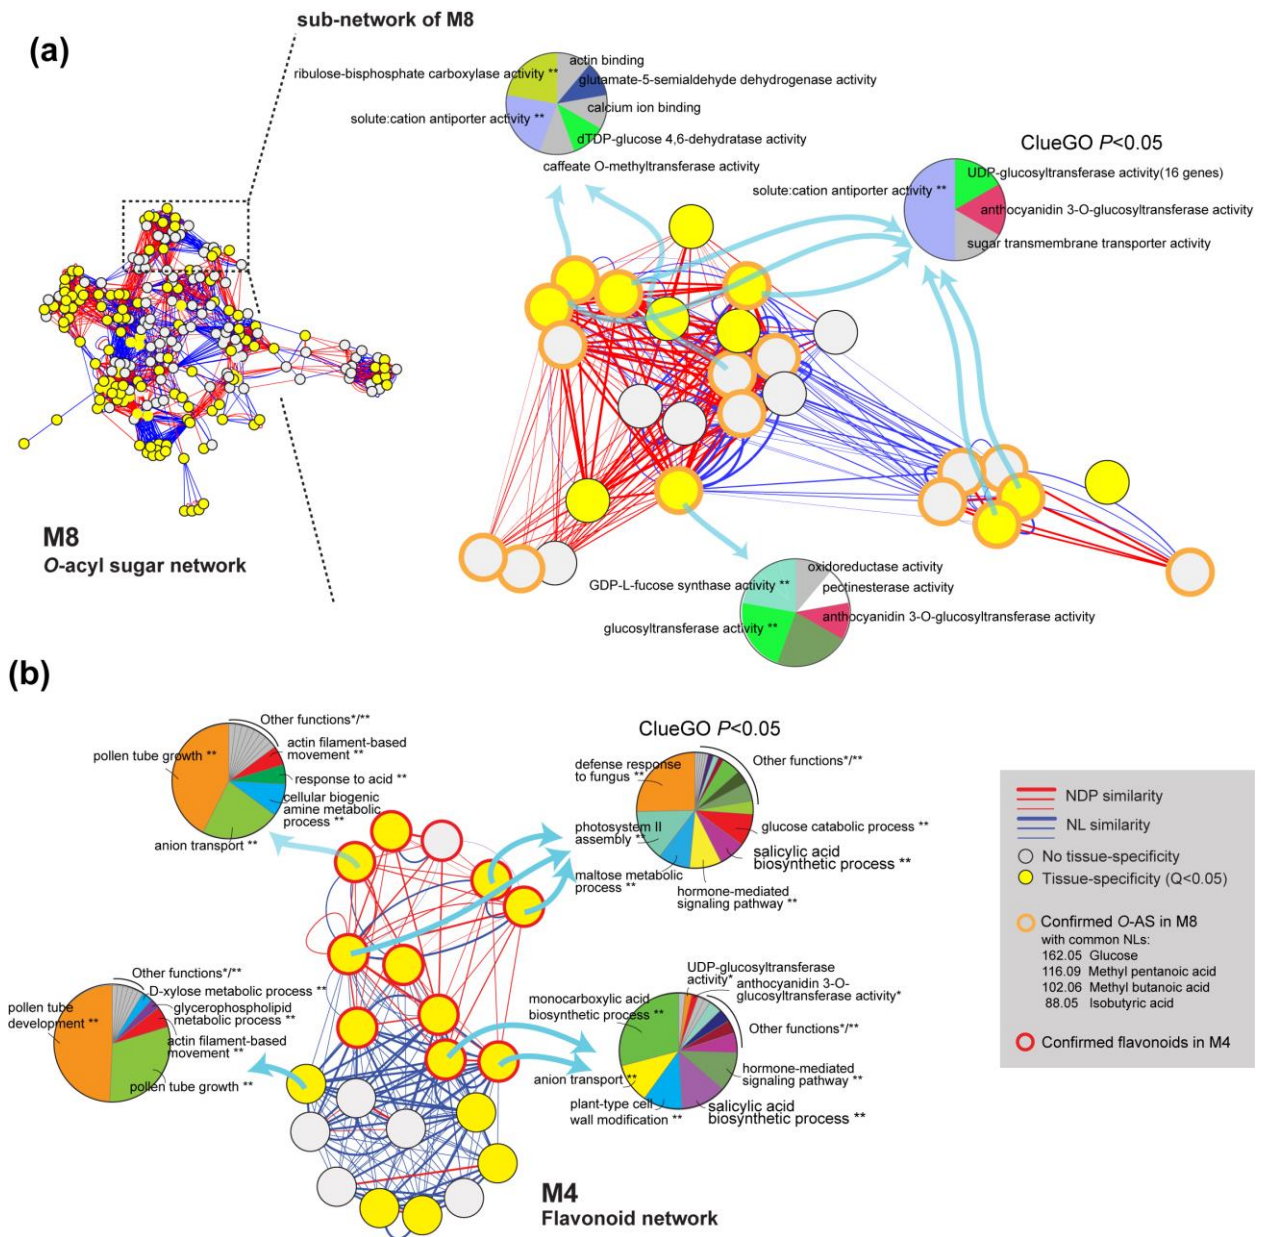 sub-network of M8
(a)
actin binding
ribulose-bisphosphate carboxylase activity **
glutamate-5-semialdehyde dehydrogenase activity
calcium ion binding
solute:cation antiporter activity **
dTDP-glucose 4,6-dehydratase activity
caffeate O-methyltransferase activity
ClueGO P<0.05
UDP-glucosyltransferase activity(16 genes)
solute:cation antiporter activity **
anthocyanidin 3-O-glucosyltransferase activity
sugar transmembrane transporter activity
M8
O-acyl sugar network
oxidoreductase activity
GDP-L-fucose synthase activity **
pectinesterase activity
anthocyanidin 3-O-glucosyltransferase activity
glucosyltransferase activity **
(b)
Other functions*/**
pollen tube growth **
actin filament-based
movement **
response to acid **
cellular biogenic
amine metabolic
process **
anion transport **
ClueGO P<0.05
defense response
to fungus **
Other functions*/**
photosystem II
assembly **
glucose catabolic process **
salicylic acid
biosynthetic process **
maltose metabolic
process **
hormone-mediated
signaling pathway **
Other functions*/**
D-xylose metabolic process **
glycerophospholipid
metabolic process **
pollen tube
development **
actin filament-based
movement **
pollen tube growth **
UDP-glucosyltransferase
activity*
anthocyanidin 3-O-
glucosyltransferase activity*
monocarboxylic acid
biosynthetic process **
Other functions*/**
anion transport **
hormone-mediated
signaling pathway **
plant-type cell
wall modification **
salicylic acid
biosynthetic process **
M4
Flavonoid network
NDP similarity
NL similarity
No tissue-specificity
Tissue-specificity (Q<0.05)
Confirmed O-AS in M8
with common NLs:
162.05 Glucose
116.09 Methyl pentanoic acid
102.06 Methyl butanoic acid
88.05 Isobutyric acid
Confirmed flavonoids in M4